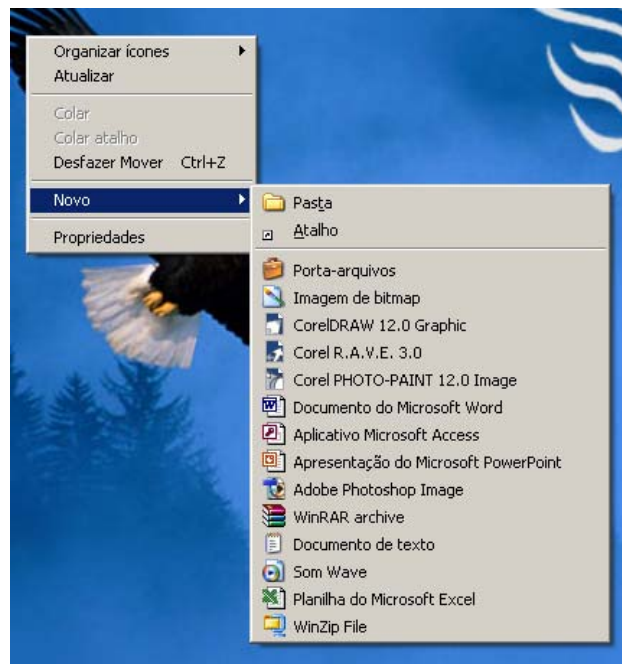 Organizar ícones
Atualizar
Colar
Colar atalho
Desfazer Mover Ctrl+Z
Novo
Propriedades
Pasta
Atalho
Porta-arquivos
Imagem de bitmap
CorelDRAW 12.0 Graphic
Corel R.A.V.E. 3.0
Corel PHOTO-PAINT 12.0 Image
Documento do Microsoft Word
Aplicativo Microsoft Access
Apresentação do Microsoft PowerPoint
Adobe Photoshop Image
WinRAR archive
Documento de texto
Som Wave
Planilha do Microsoft Excel
WinZip File